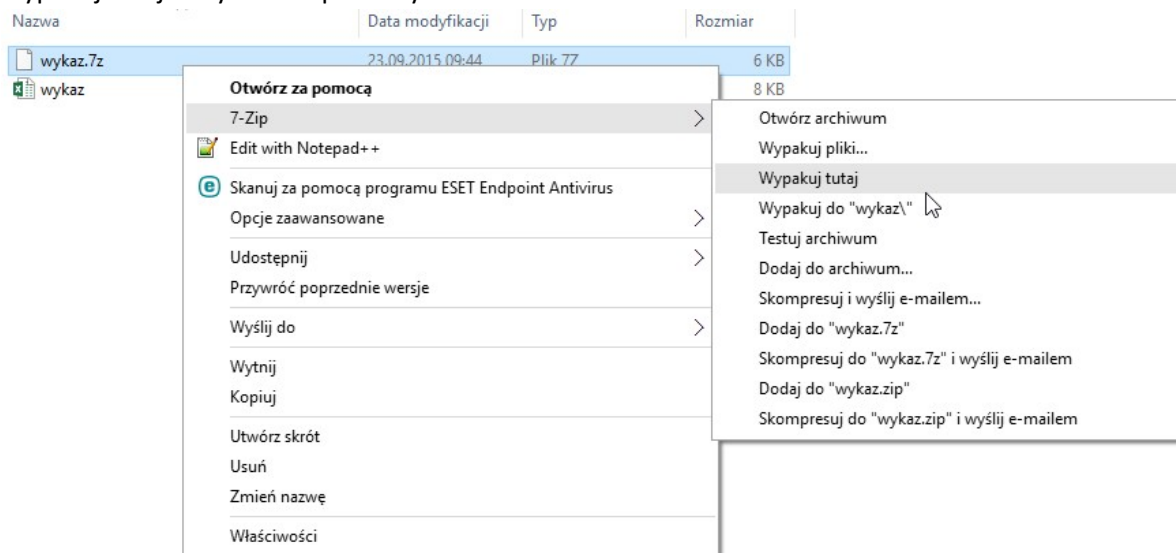 Nazwa Data modyfikacji Typ Rozmiar
wykaz.7z 23.09.2015 09:44 Plik 7Z 6 KB
wykaz 8 KB
Otwórz za pomocą
7-Zip
Edit with Notepad++
Skanuj za pomocą programu ESET Endpoint Antivirus
Opcje zaawansowane
Udostępnij
Przywróć poprzednie wersje
Wyślij do
Wytnij
Kopiuj
Utwórz skrót
Usuń
Zmień nazwę
Właściwości
Otwórz archiwum
Wypakuj pliki...
Wypakuj tutaj
Wypakuj do "wykaz\"
Testuj archiwum
Dodaj do archiwum...
Skompresuj i wyślij e-mailem...
Dodaj do "wykaz.7z"
Skompresuj do "wykaz.7z" i wyślij e-mailem
Dodaj do "wykaz.zip"
Skompresuj do "wykaz.zip" i wyślij e-mailem